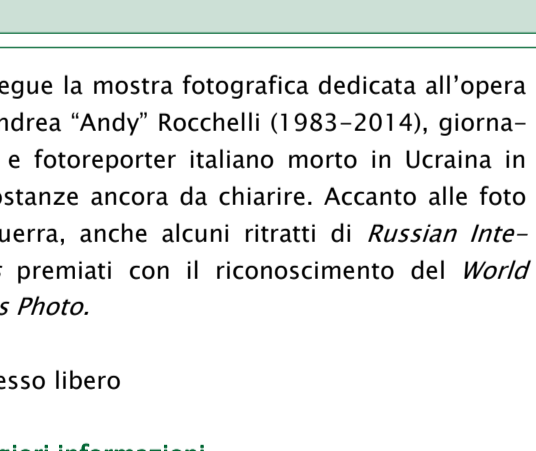 egue la mostra fotografica dedicata all’opera
ndrea “Andy” Rocchelli (1983–2014), giorna–
e fotoreporter italiano morto in Ucraina in
ostanze ancora da chiarire. Accanto alle foto
uerra, anche alcuni ritratti di Russian Inte–
premiati con il riconoscimento del World
s Photo.
esso libero
giori informazioni